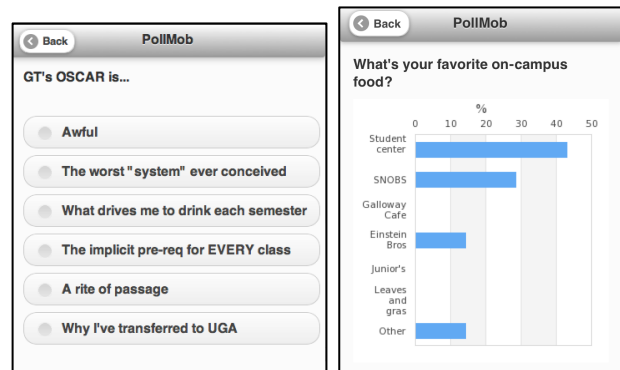 Back
PollMob
GT's OSCAR is...
Awful
The worst "system" ever conceived
What drives me to drink each semester
The implicit pre-req for EVERY class
A rite of passage
Why I've transferred to UGA
Back
PollMob
What's your favorite on-campus
food?
%
0 10 20 30 40 50
Student
center
SNOBS
Galloway
Cafe
Einstein
Bros
Junior's
Leaves
and
gras
Other